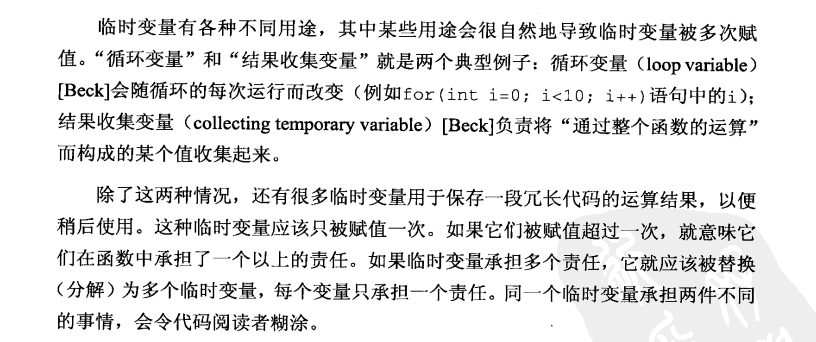 临时变量有各种不同用途，其中某些用途会很自然地导致临时变量被多次赋
值。“循环变量”和“结果收集变量”就是两个典型例子：循环变量（loop variable）
[Beck]会随循环的每次运行而改变（例如for(int i=0; i<10; i++)语句中的i）；
结果收集变量（collecting temporary variable）[Beck]负责将“通过整个函数的运算”
而构成的某个值收集起来。
除了这两种情况，还有很多临时变量用于保存一段冗长代码的运算结果，以便
稍后使用。这种临时变量应该只被赋值一次。如果它们被赋值超过一次，就意味它
们在函数中承担了一个以上的责任。如果临时变量承担多个责任，它就应该被替换
（分解）为多个临时变量，每个变量只承担一个责任。同一个临时变量承担两件不同
的事情，会令代码阅读者糊涂。